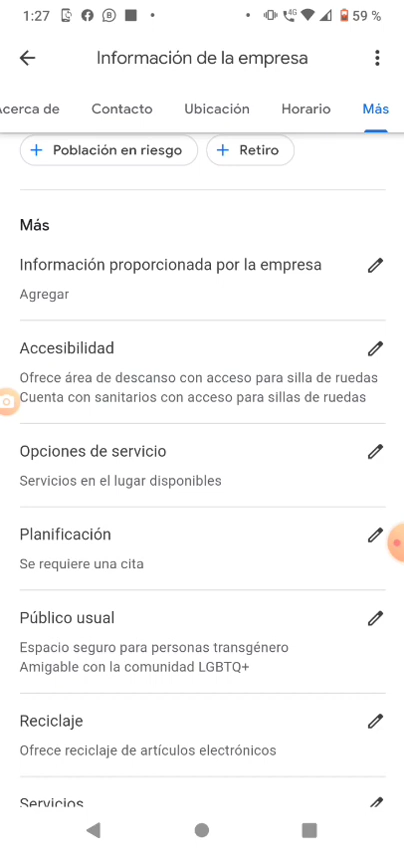 1:27
4G
59 %
Información de la empresa
cerca de Contacto Ubicación Horario Más
+ Población en riesgo + Retiro
Más
Información proporcionada por la empresa
Agregar
Accesibilidad
Ofrece área de descanso con acceso para silla de ruedas
Cuenta con sanitarios con acceso para sillas de ruedas
Opciones de servicio
Servicios en el lugar disponibles
Planificación
Se requiere una cita
Público usual
Espacio seguro para personas transgénero
Amigable con la comunidad LGBTQ+
Reciclaje
Ofrece reciclaje de artículos electrónicos
Servicios